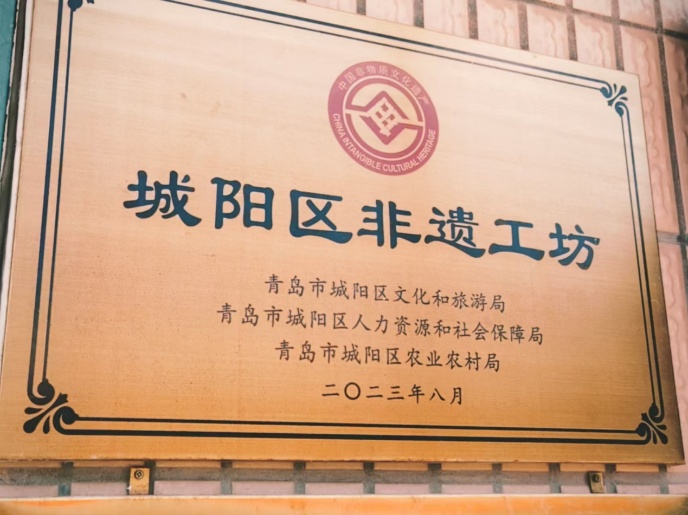 中国非物质文化遗产
CHINA INTANGIBLE CULTURAL HERITAGE
城阳区非遗工坊
青岛市城阳区文化和旅游局
青岛市城阳区人力资源和社会保障局
青岛市城阳区农业农村局
二〇二三年八月